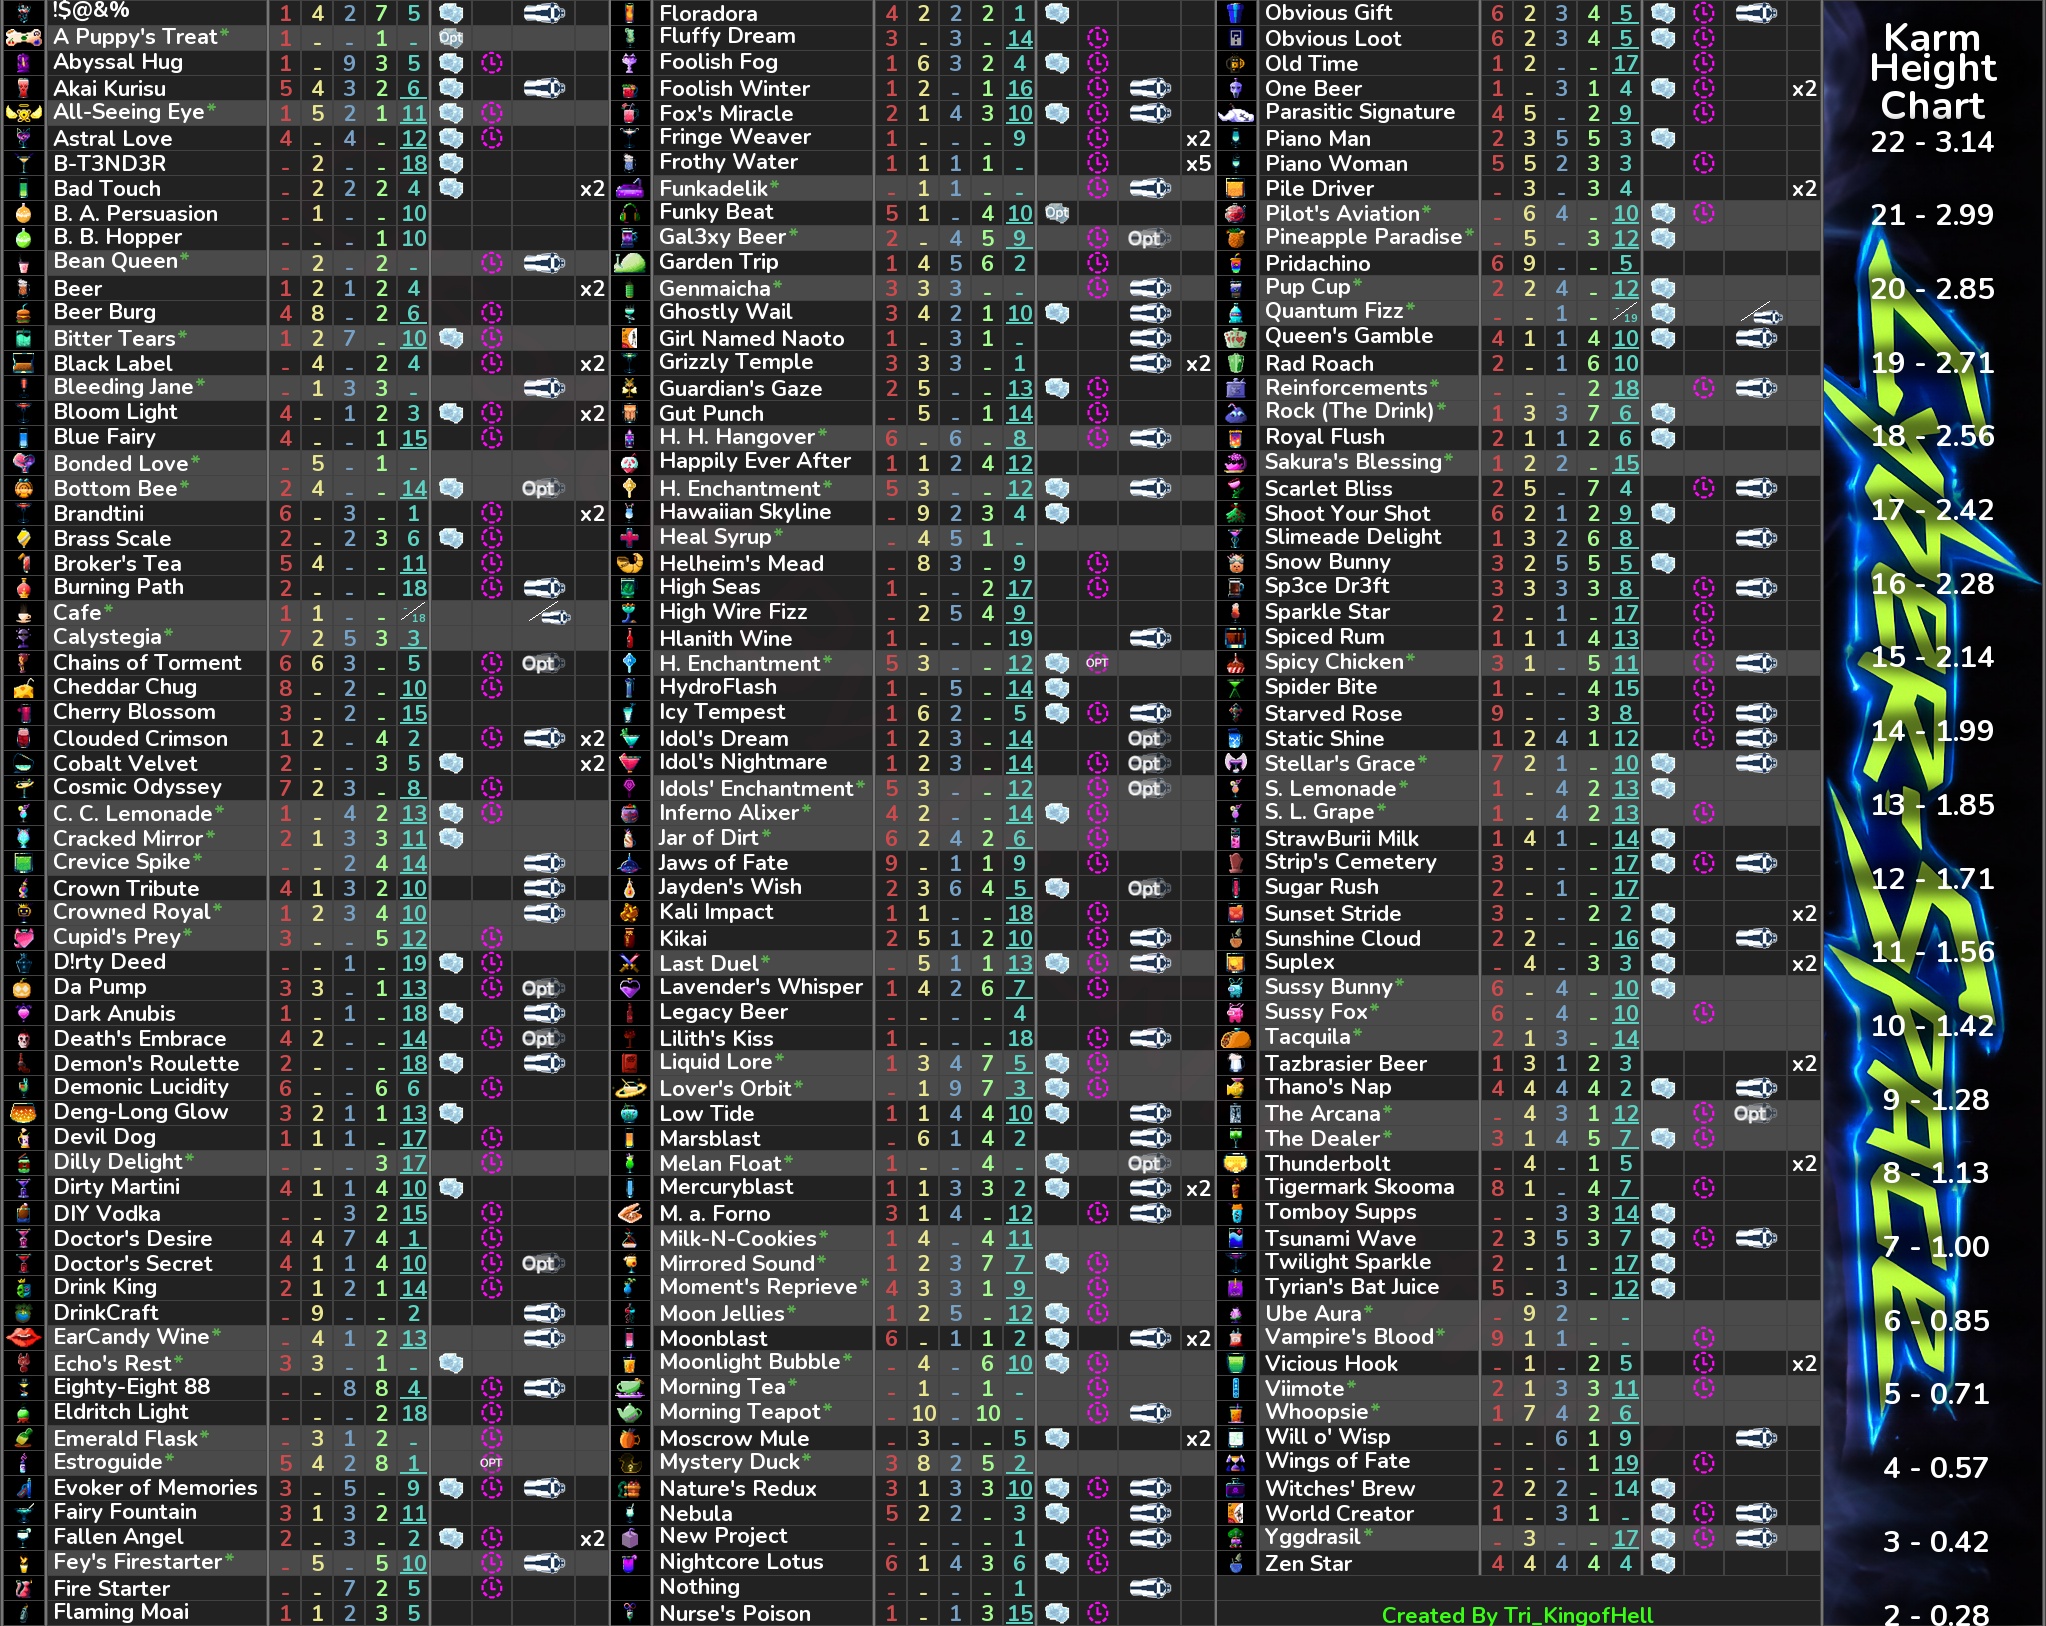 !$@&% 1 4 2 7 5
A Puppy's Treat* 1 - - 1 - Opt
Abyssal Hug 1 - 9 3 5
Akai Kurisu 5 4 3 2 6
All-Seeing Eye* 1 5 2 1 11
Astral Love 4 - 4 - 12
B-T3ND3R - 2 - - 18
Bad Touch - 2 2 2 4 x2
B. A. Persuasion - 1 - - 10
B. B. Hopper - - - 1 10
Bean Queen* - 2 - 2 -
Beer 1 2 1 2 4 x2
Beer Burg 4 8 - 2 6
Bitter Tears* 1 2 7 - 10
Black Label - 4 - 2 4 x2
Bleeding Jane* - 1 3 3 -
Bloom Light 4 - 1 2 3 x2
Blue Fairy 4 - - 1 15
Bonded Love* - 5 - 1 -
Bottom Bee* 2 4 - - 14 Opt
Brandtini 6 - 3 - 1 x2
Brass Scale 2 - 2 3 6
Broker's Tea 5 4 - - 11
Burning Path 2 - - - 18
Cafe* 1 1 - - -/18
Calystegia* 7 2 5 3 3
Chains of Torment 6 6 3 - 5 Opt
Cheddar Chug 8 - 2 - 10
Cherry Blossom 3 - 2 - 15
Clouded Crimson 1 2 - 4 2 x2
Cobalt Velvet 2 - - 3 5 x2
Cosmic Odyssey 7 2 3 - 8
C. C. Lemonade* 1 - 4 2 13
Cracked Mirror* 2 1 3 3 11
Crevice Spike* - - 2 4 14
Crown Tribute 4 1 3 2 10
Crowned Royal* 1 2 3 4 10
Cupid's Prey* 3 - - 5 12
D!rty Deed - - 1 - 19
Da Pump 3 3 - 1 13 Opt
Dark Anubis 1 - 1 - 18
Death's Embrace 4 2 - - 14 Opt
Demon's Roulette 2 - - - 18
Demonic Lucidity 6 - - 6 6
Deng-Long Glow 3 2 1 1 13
Devil Dog 1 1 1 - 17
Dilly Delight* - - - 3 17
Dirty Martini 4 1 1 4 10
DIY Vodka - - 3 2 15
Doctor's Desire 4 4 7 4 1
Doctor's Secret 4 1 1 4 10 Opt
Drink King 2 1 2 1 14
DrinkCraft - 9 - - 2
EarCandy Wine* - 4 1 2 13
Echo's Rest* 3 3 - 1 -
Eighty-Eight 88 - - 8 8 4
Eldritch Light - - - 2 18
Emerald Flask* - 3 1 2 -
Estroguide* 5 4 2 8 1 OPT
Evoker of Memories 3 - 5 - 9
Fairy Fountain 3 1 3 2 11
Fallen Angel 2 - 3 - 2 x2
Fey's Firestarter* - 5 - 5 10
Fire Starter - - 7 2 5
Flaming Moai 1 1 2 3 5
Floradora 4 2 2 2 1
Fluffy Dream 3 - 3 - 14
Foolish Fog 1 6 3 2 4
Foolish Winter 1 2 - 1 16
Fox's Miracle 2 1 4 3 10
Fringe Weaver 1 - - - 9 x2
Frothy Water 1 1 1 1 - x5
Funkadelik* - 1 1 - -
Funky Beat 5 1 - 4 10 Opt
Gal3xy Beer* 2 - 4 5 9 Opt
Garden Trip 1 4 5 6 2
Genmaicha* 3 3 3 - -
Ghostly Wail 3 4 2 1 10
Girl Named Naoto 1 - 3 1 -
Grizzly Temple 3 3 3 - 1 x2
Guardian's Gaze 2 5 - - 13
Gut Punch - 5 - 1 14
H. H. Hangover* 6 - 6 - 8
Happily Ever After 1 1 2 4 12
H. Enchantment* 5 3 - - 12
Hawaiian Skyline - 9 2 3 4
Heal Syrup* - 4 5 1 -
Helheim's Mead - 8 3 - 9
High Seas 1 - - 2 17
High Wire Fizz - 2 5 4 9
Hlanith Wine 1 - - - 19
H. Enchantment* 5 3 - - 12 OPT
HydroFlash 1 - 5 - 14
Icy Tempest 1 6 2 - 5
Idol's Dream 1 2 3 - 14 Opt
Idol's Nightmare 1 2 3 - 14 Opt
Idols' Enchantment* 5 3 - - 12 Opt
Inferno Alixer* 4 2 - - 14
Jar of Dirt* 6 2 4 2 6
Jaws of Fate 9 - 1 1 9
Jayden's Wish 2 3 6 4 5 Opt
Kali Impact 1 1 - - 18
Kikai 2 5 1 2 10
Last Duel* - 5 1 1 13
Lavender's Whisper 1 4 2 6 7
Legacy Beer - - - - 4
Lilith's Kiss 1 - - - 18
Liquid Lore* 1 3 4 7 5
Lover's Orbit* - 1 9 7 3
Low Tide 1 1 4 4 10
Marsblast - 6 1 4 2
Melan Float* 1 - - 4 - Opt
Mercuryblast 1 1 3 3 2 x2
M. a. Forno 3 1 4 - 12
Milk-N-Cookies* 1 4 - 4 11
Mirrored Sound* 1 2 3 7 7
Moment's Reprieve* 4 3 3 1 9
Moon Jellies* 1 2 5 - 12
Moonblast 6 - 1 1 2 x2
Moonlight Bubble* - 4 - 6 10
Morning Tea* - 1 - 1 -
Morning Teapot* - 10 - 10 -
Moscrow Mule - 3 - - 5 x2
Mystery Duck* 3 8 2 5 2
Nature's Redux 3 1 3 3 10
Nebula 5 2 2 - 3
New Project - - - - 1
Nightcore Lotus 6 1 4 3 6
Nothing - - - - 1
Nurse's Poison 1 - 1 3 15
Obvious Gift 6 2 3 4 5
Obvious Loot 6 2 3 4 5
Old Time 1 2 - - 17
One Beer 1 - 3 1 4 x2
Parasitic Signature 4 5 - 2 9
Piano Man 2 3 5 5 3
Piano Woman 5 5 2 3 3
Pile Driver - 3 - 3 4 x2
Pilot's Aviation* - 6 4 - 10
Pineapple Paradise* - 5 - 3 12
Pridachino 6 9 - - 5
Pup Cup* 2 2 4 - 12
Quantum Fizz* - - 1 - -/19
Queen's Gamble 4 1 1 4 10
Rad Roach 2 - 1 6 10
Reinforcements* - - - 2 18
Rock (The Drink)* 1 3 3 7 6
Royal Flush 2 1 1 2 6
Sakura's Blessing* 1 2 2 - 15
Scarlet Bliss 2 5 - 7 4
Shoot Your Shot 6 2 1 2 9
Slimeade Delight 1 3 2 6 8
Snow Bunny 3 2 5 5 5
Sp3ce Dr3ft 3 3 3 3 8
Sparkle Star 2 - 1 - 17
Spiced Rum 1 1 1 4 13
Spicy Chicken* 3 1 - 5 11
Spider Bite 1 - - 4 15
Starved Rose 9 - - 3 8
Static Shine 1 2 4 1 12
Stellar's Grace* 7 2 1 - 10
S. Lemonade* 1 - 4 2 13
S. L. Grape* 1 - 4 2 13
StrawBurii Milk 1 4 1 - 14
Strip's Cemetery 3 - - - 17
Sugar Rush 2 - 1 - 17
Sunset Stride 3 - - 2 2 x2
Sunshine Cloud 2 2 - - 16
Suplex - 4 - 3 3 x2
Sussy Bunny* 6 - 4 - 10
Sussy Fox* 6 - 4 - 10
Tacquila* 2 1 3 - 14
Tazbrasier Beer 1 3 1 2 3 x2
Thano's Nap 4 4 4 4 2
The Arcana* - 4 3 1 12 Opt
The Dealer* 3 1 4 5 7
Thunderbolt - 4 - 1 5 x2
Tigermark Skooma 8 1 - 4 7
Tomboy Supps - - 3 3 14
Tsunami Wave 2 3 5 3 7
Twilight Sparkle 2 - 1 - 17
Tyrian's Bat Juice 5 - 3 - 12
Ube Aura* - 9 2 - -
Vampire's Blood* 9 1 1 - -
Vicious Hook - 1 - 2 5 x2
Viimote* 2 1 3 3 11
Whoopsie* 1 7 4 2 6
Will o' Wisp - - 6 1 9
Wings of Fate - - - 1 19
Witches' Brew 2 2 2 - 14
World Creator 1 - 3 1 -
Yggdrasil* - 3 - - 17
Zen Star 4 4 4 4 4
Created By Tri_KingofHell
Karm
Height
Chart
22 - 3.14
21 - 2.99
20 - 2.85
19 - 2.71
18 - 2.56
17 - 2.42
16 - 2.28
15 - 2.14
14 - 1.99
13 - 1.85
12 - 1.71
11 - 1.56
10 - 1.42
9 - 1.28
8 - 1.13
7 - 1.00
6 - 0.85
5 - 0.71
4 - 0.57
3 - 0.42
2 - 0.28
CYBER SPACE